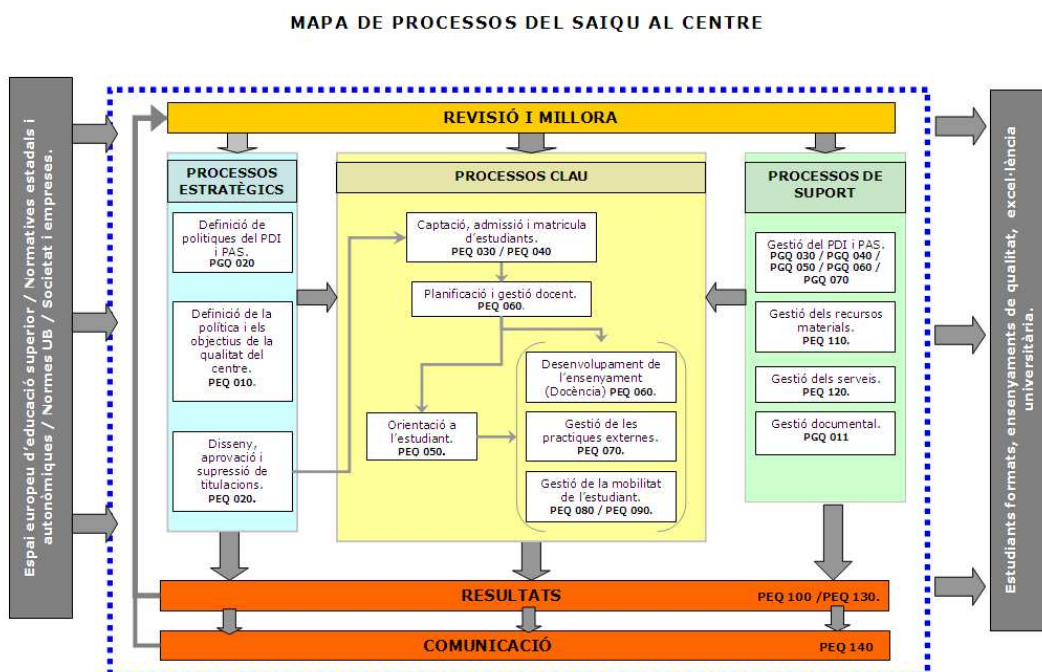 MAPA DE PROCESSOS DEL SAIQU AL CENTRE
Espai europeu d'educació superior / Normatives estadals i
autonòmiques / Normes UB / Societat i empreses.
REVISIÓ I MILLORA
PROCESSOS
ESTRATÈGICS
Definició de
politiques del PDI
i PAS.
PGQ 020
Definició de la
política i els
objectius de la
qualitat del
centre.
PEQ 010.
Disseny,
aprovació i
supressió de
titulacions.
PEQ 020.
PROCESSOS CLAU
Captació, admissió i matricula
d'estudiants.
PEQ 030 / PEQ 040
Planificació i gestió docent.
PEQ 060.
Orientació a
l'estudiant.
PEQ 050.
Desenvolupament de
l'ensenyament
(Docència) PEQ 060.
Gestió de les
practiques externes.
PEQ 070.
Gestió de la mobilitat
de l'estudiant.
PEQ 080 / PEQ 090.
PROCESSOS DE
SUPORT
Gestió del PDI i PAS.
PGQ 030 / PGQ 040 /
PGQ 050 / PGQ 060 /
PGQ 070
Gestió dels recursos
materials.
PEQ 110.
Gestió dels serveis.
PEQ 120.
Gestió documental.
PGQ 011
RESULTATS PEQ 100 /PEQ 130.
COMUNICACIÓ PEQ 140
Estudiants formats, ensenyaments de qualitat, excel·lència
universitària.